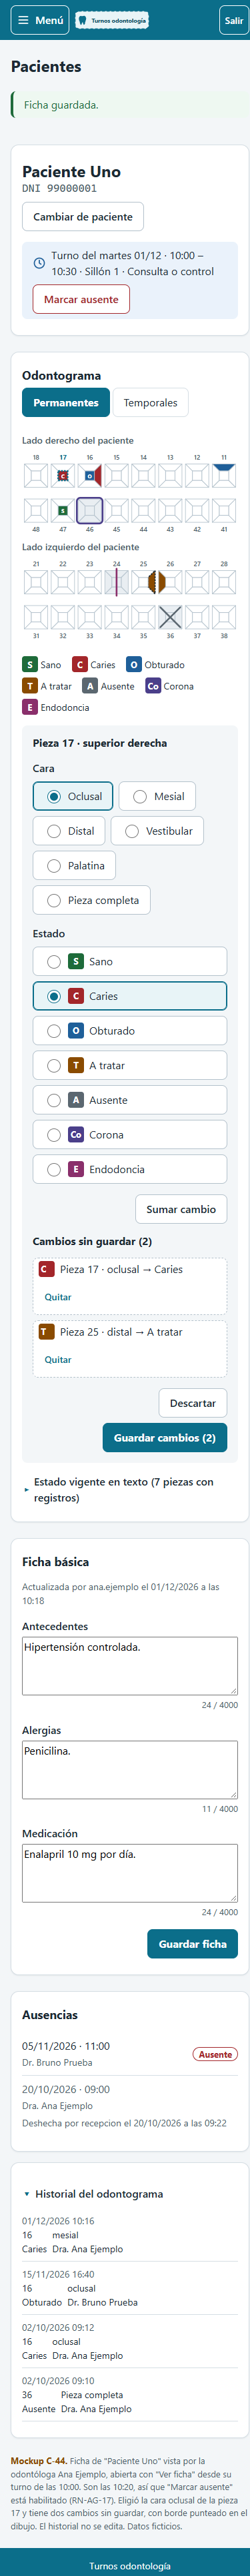 Menú
Turnos odontología
Salir
Pacientes
Ficha guardada.
Paciente Uno
DNI 99000001
Cambiar de paciente
Turno del martes 01/12 · 10:00 –
10:30 · Sillón 1 · Consulta o control
Marcar ausente
Odontograma
Permanentes
Temporales
Lado derecho del paciente
18 17 16 15 14 13 12 11
C O
S
48 47 46 45 44 43 42 41
Lado izquierdo del paciente
21 22 23 24 25 26 27 28
31 32 33 34 35 36 37 38
S Sano C Caries O Obturado
T A tratar A Ausente Co Corona
E Endodoncia
Pieza 17 · superior derecha
Cara
Oclusal Mesial
Distal Vestibular
Palatina
Pieza completa
Estado
S Sano
C Caries
O Obturado
T A tratar
A Ausente
Co Corona
E Endodoncia
Sumar cambio
Cambios sin guardar (2)
C Pieza 17 · oclusal → Caries
Quitar
T Pieza 25 · distal → A tratar
Quitar
Descartar
Guardar cambios (2)
Estado vigente en texto (7 piezas con
registros)
Ficha básica
Actualizada por ana.ejemplo el 01/12/2026 a las
10:18
Antecedentes
Hipertensión controlada.
24 / 4000
Alergias
Penicilina.
11 / 4000
Medicación
Enalapril 10 mg por día.
24 / 4000
Guardar ficha
Ausencias
05/11/2026 · 11:00
Ausente
Dr. Bruno Prueba
20/10/2026 · 09:00
Dra. Ana Ejemplo
Deshecha por recepcion el 20/10/2026 a las 09:22
Historial del odontograma
01/12/2026 10:16
16 mesial
Caries Dra. Ana Ejemplo
15/11/2026 16:40
16 oclusal
Obturado Dr. Bruno Prueba
02/10/2026 09:12
16 oclusal
Caries Dra. Ana Ejemplo
02/10/2026 09:10
36 Pieza completa
Ausente Dra. Ana Ejemplo
Mockup C-44. Ficha de "Paciente Uno" vista por la
odontóloga Ana Ejemplo, abierta con "Ver ficha" desde su
turno de las 10:00. Son las 10:20, así que "Marcar ausente"
está habilitado (RN-AG-17). Eligió la cara oclusal de la pieza
17 y tiene dos cambios sin guardar, con borde punteado en el
dibujo. El historial no se edita. Datos ficticios.
Turnos odontología